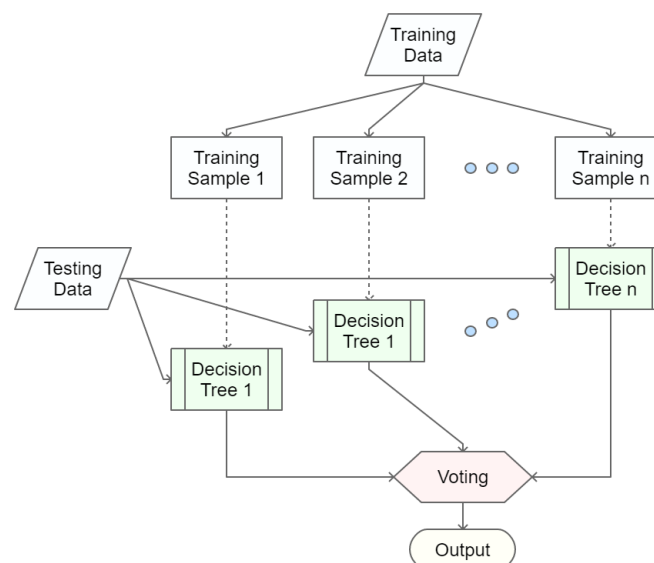 Training
Data
Training
Sample 1
Training
Sample 2
Training
Sample n
Testing
Data
Decision
Tree n
Decision
Tree 1
Decision
Tree 1
Voting
Output